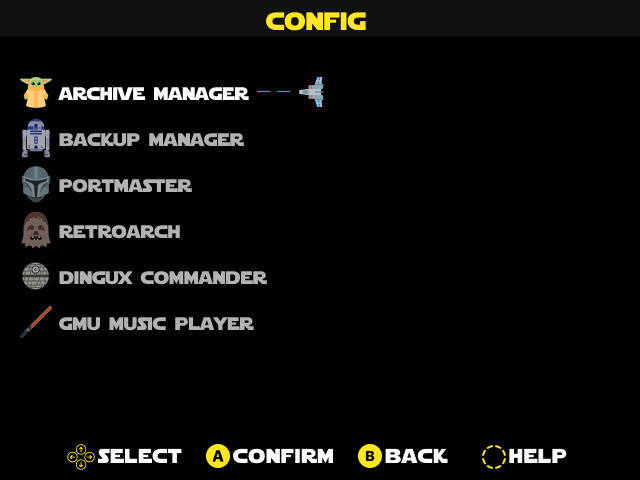 CONFIG
ARCHIVE MANAGER
BACKUP MANAGER
PORTMASTER
RETROARCH
DINGUX COMMANDER
GMU MUSIC PLAYER
SELECT A CONFIRM B BACK HELP